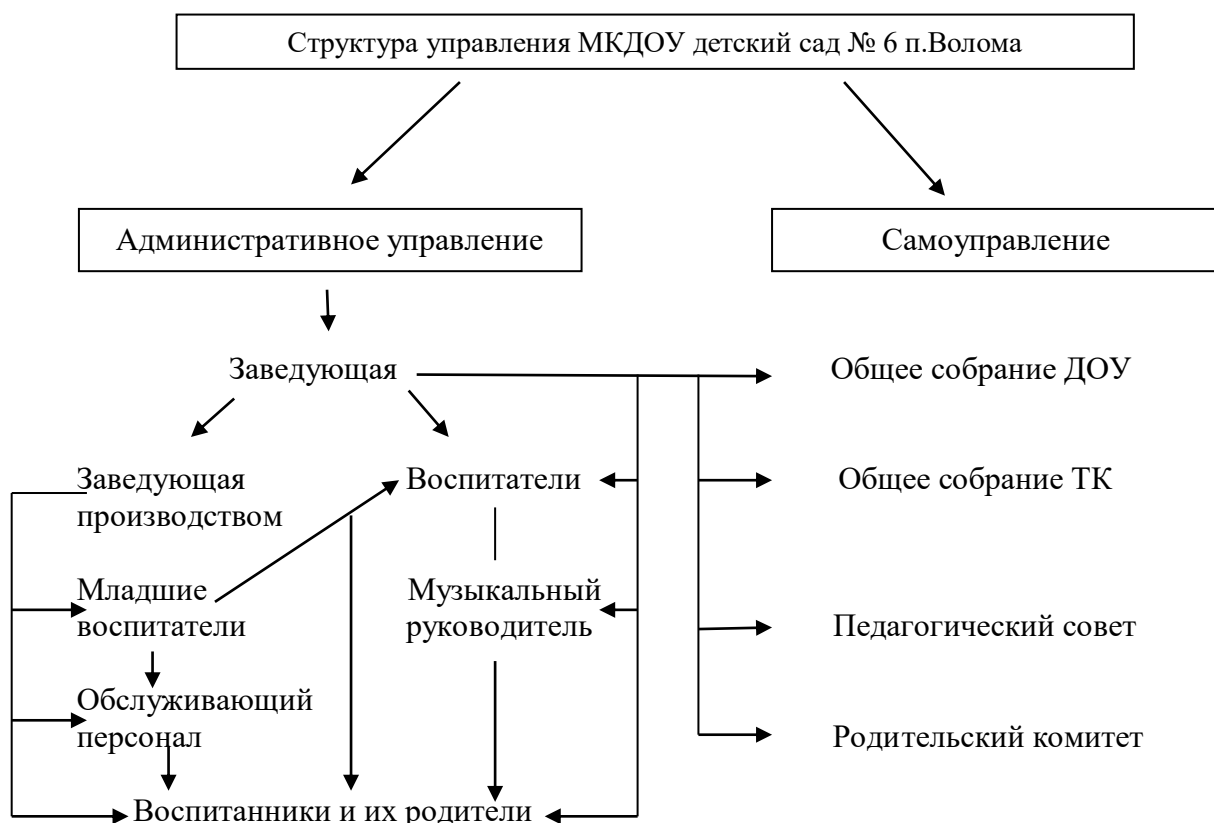 Структура управления МКДОУ детский сад № 6 п.Волома
Административное управление
Самоуправление
Заведующая
Общее собрание ДОУ
Заведующая
производством
Воспитатели
Общее собрание ТК
Младшие
воспитатели
Музыкальный
руководитель
Педагогический совет
Обслуживающий
персонал
Родительский комитет
Воспитанники и их родители